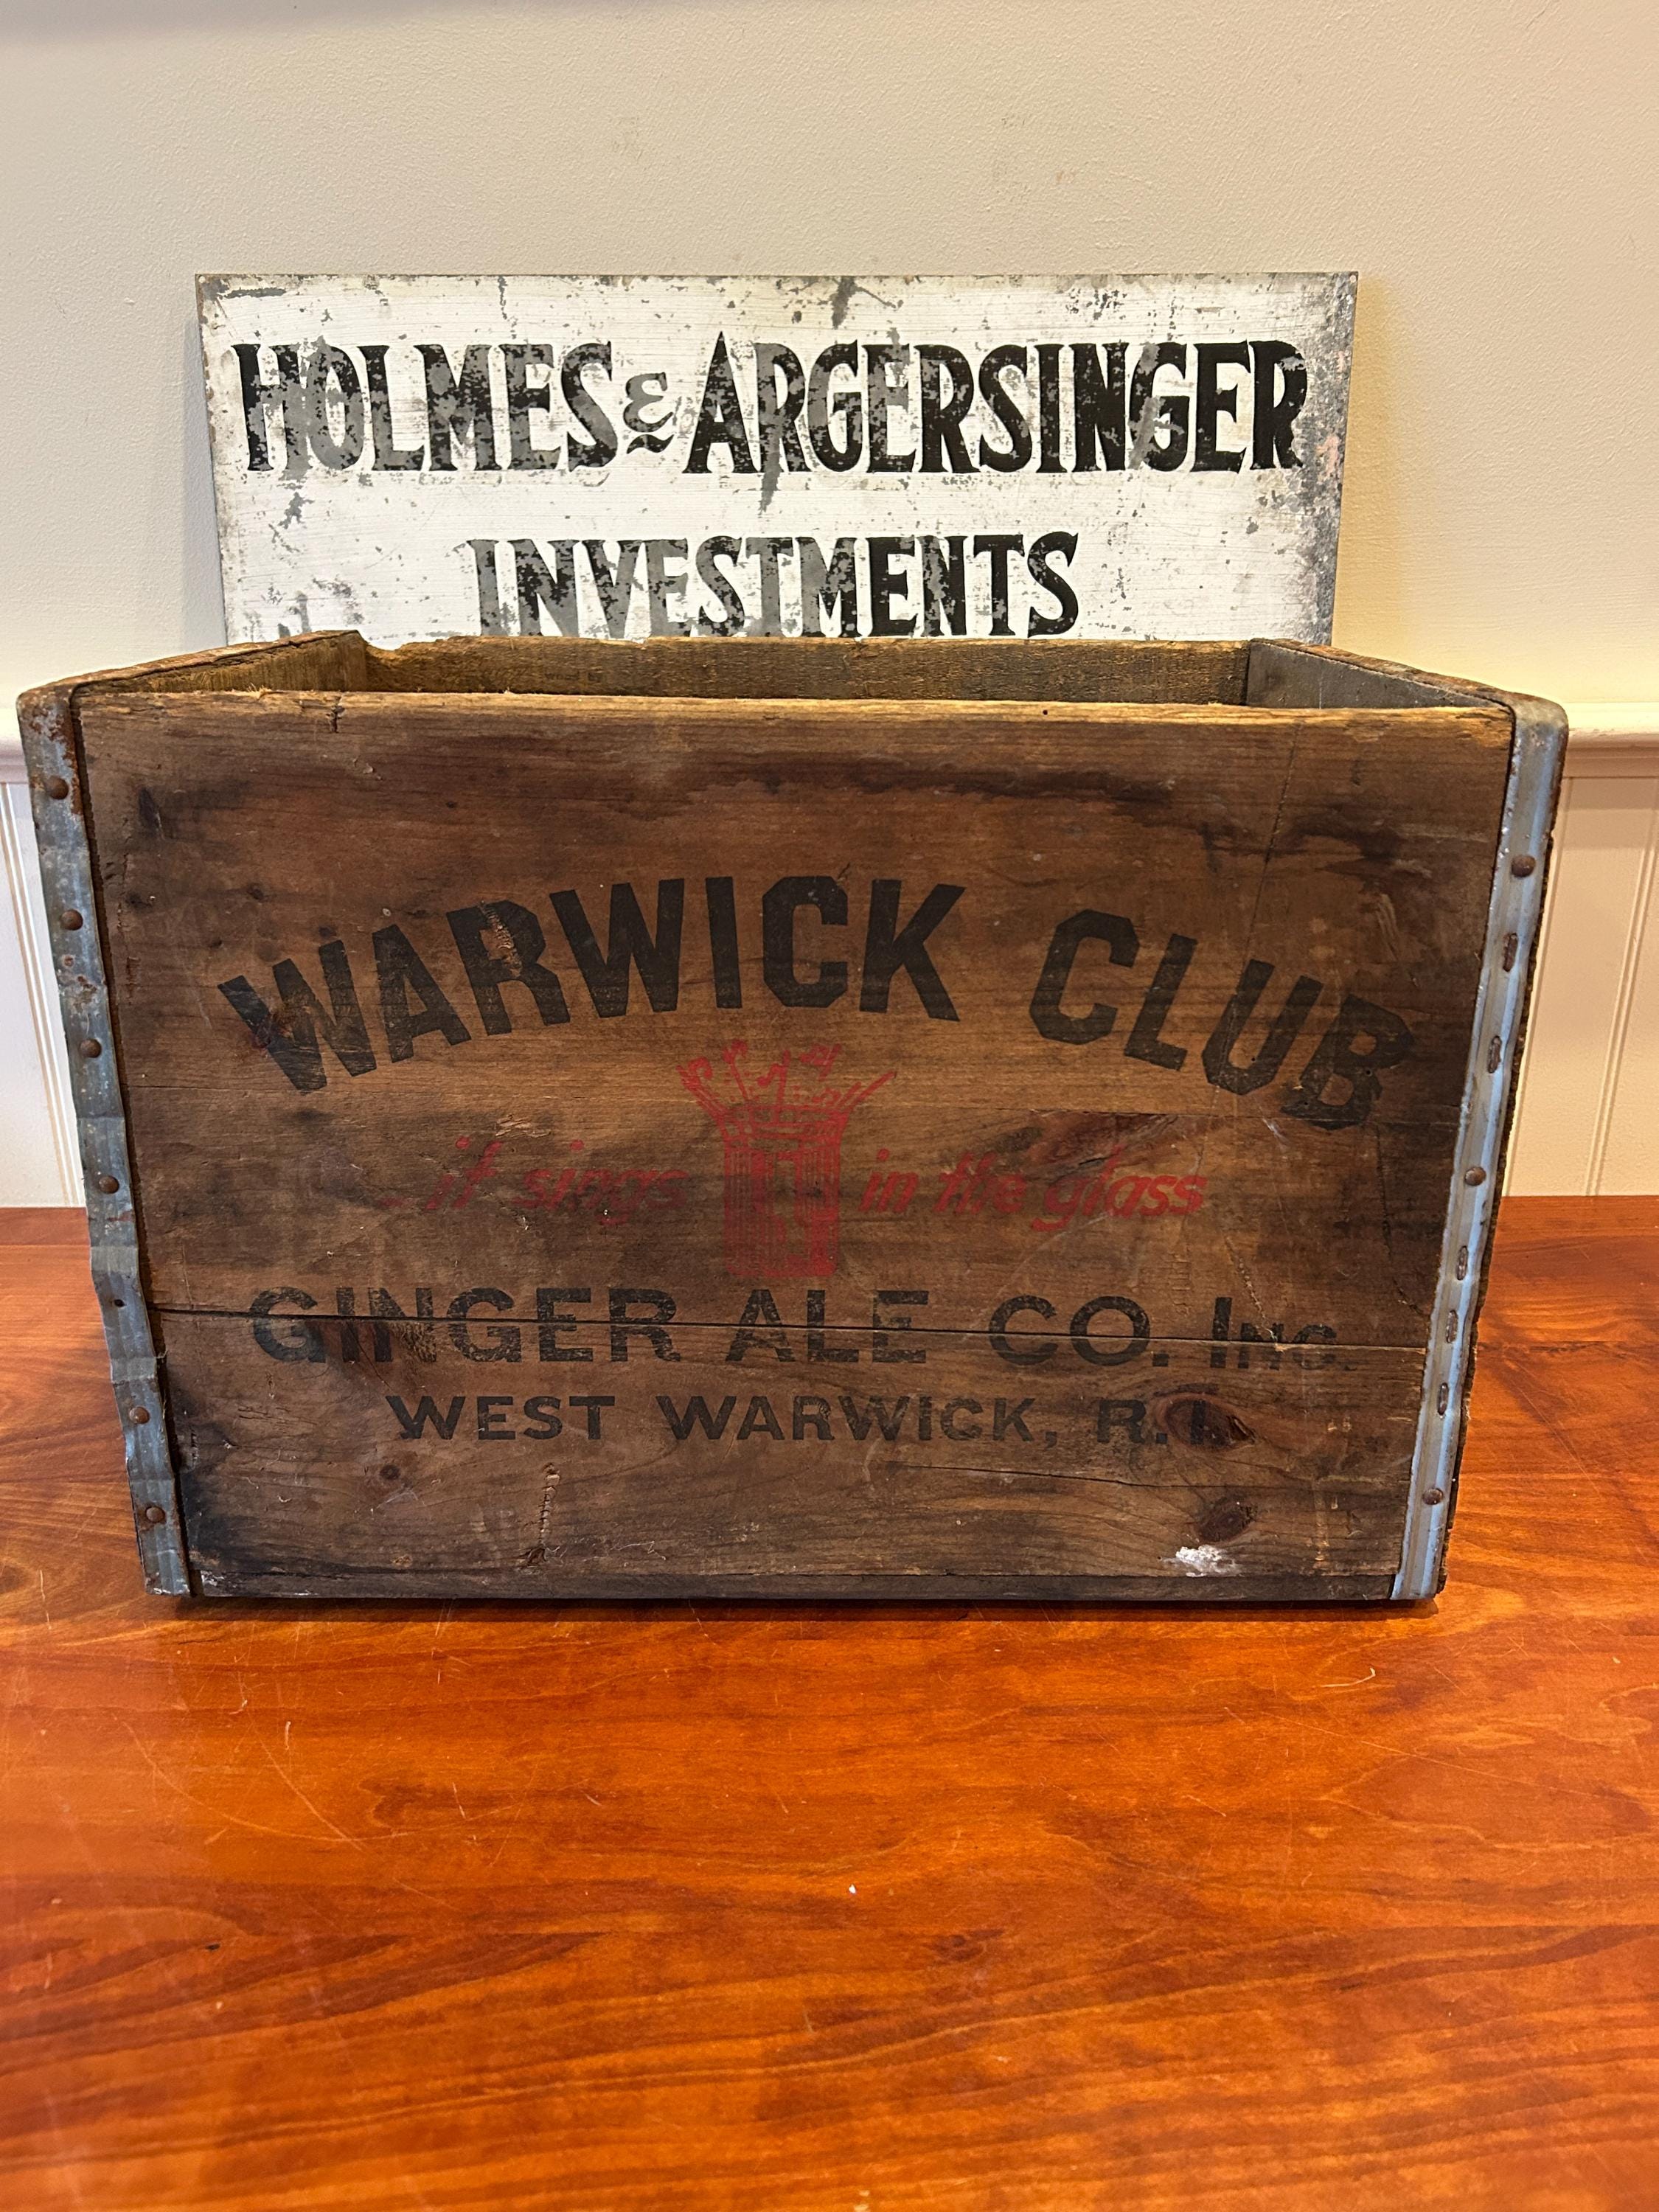 HOLMES & ARGERSINGER
INVESTMENTS
WARWICK CLUB
...it sings in the glass
GINGER ALE CO. INC.
WEST WARWICK, R.I.